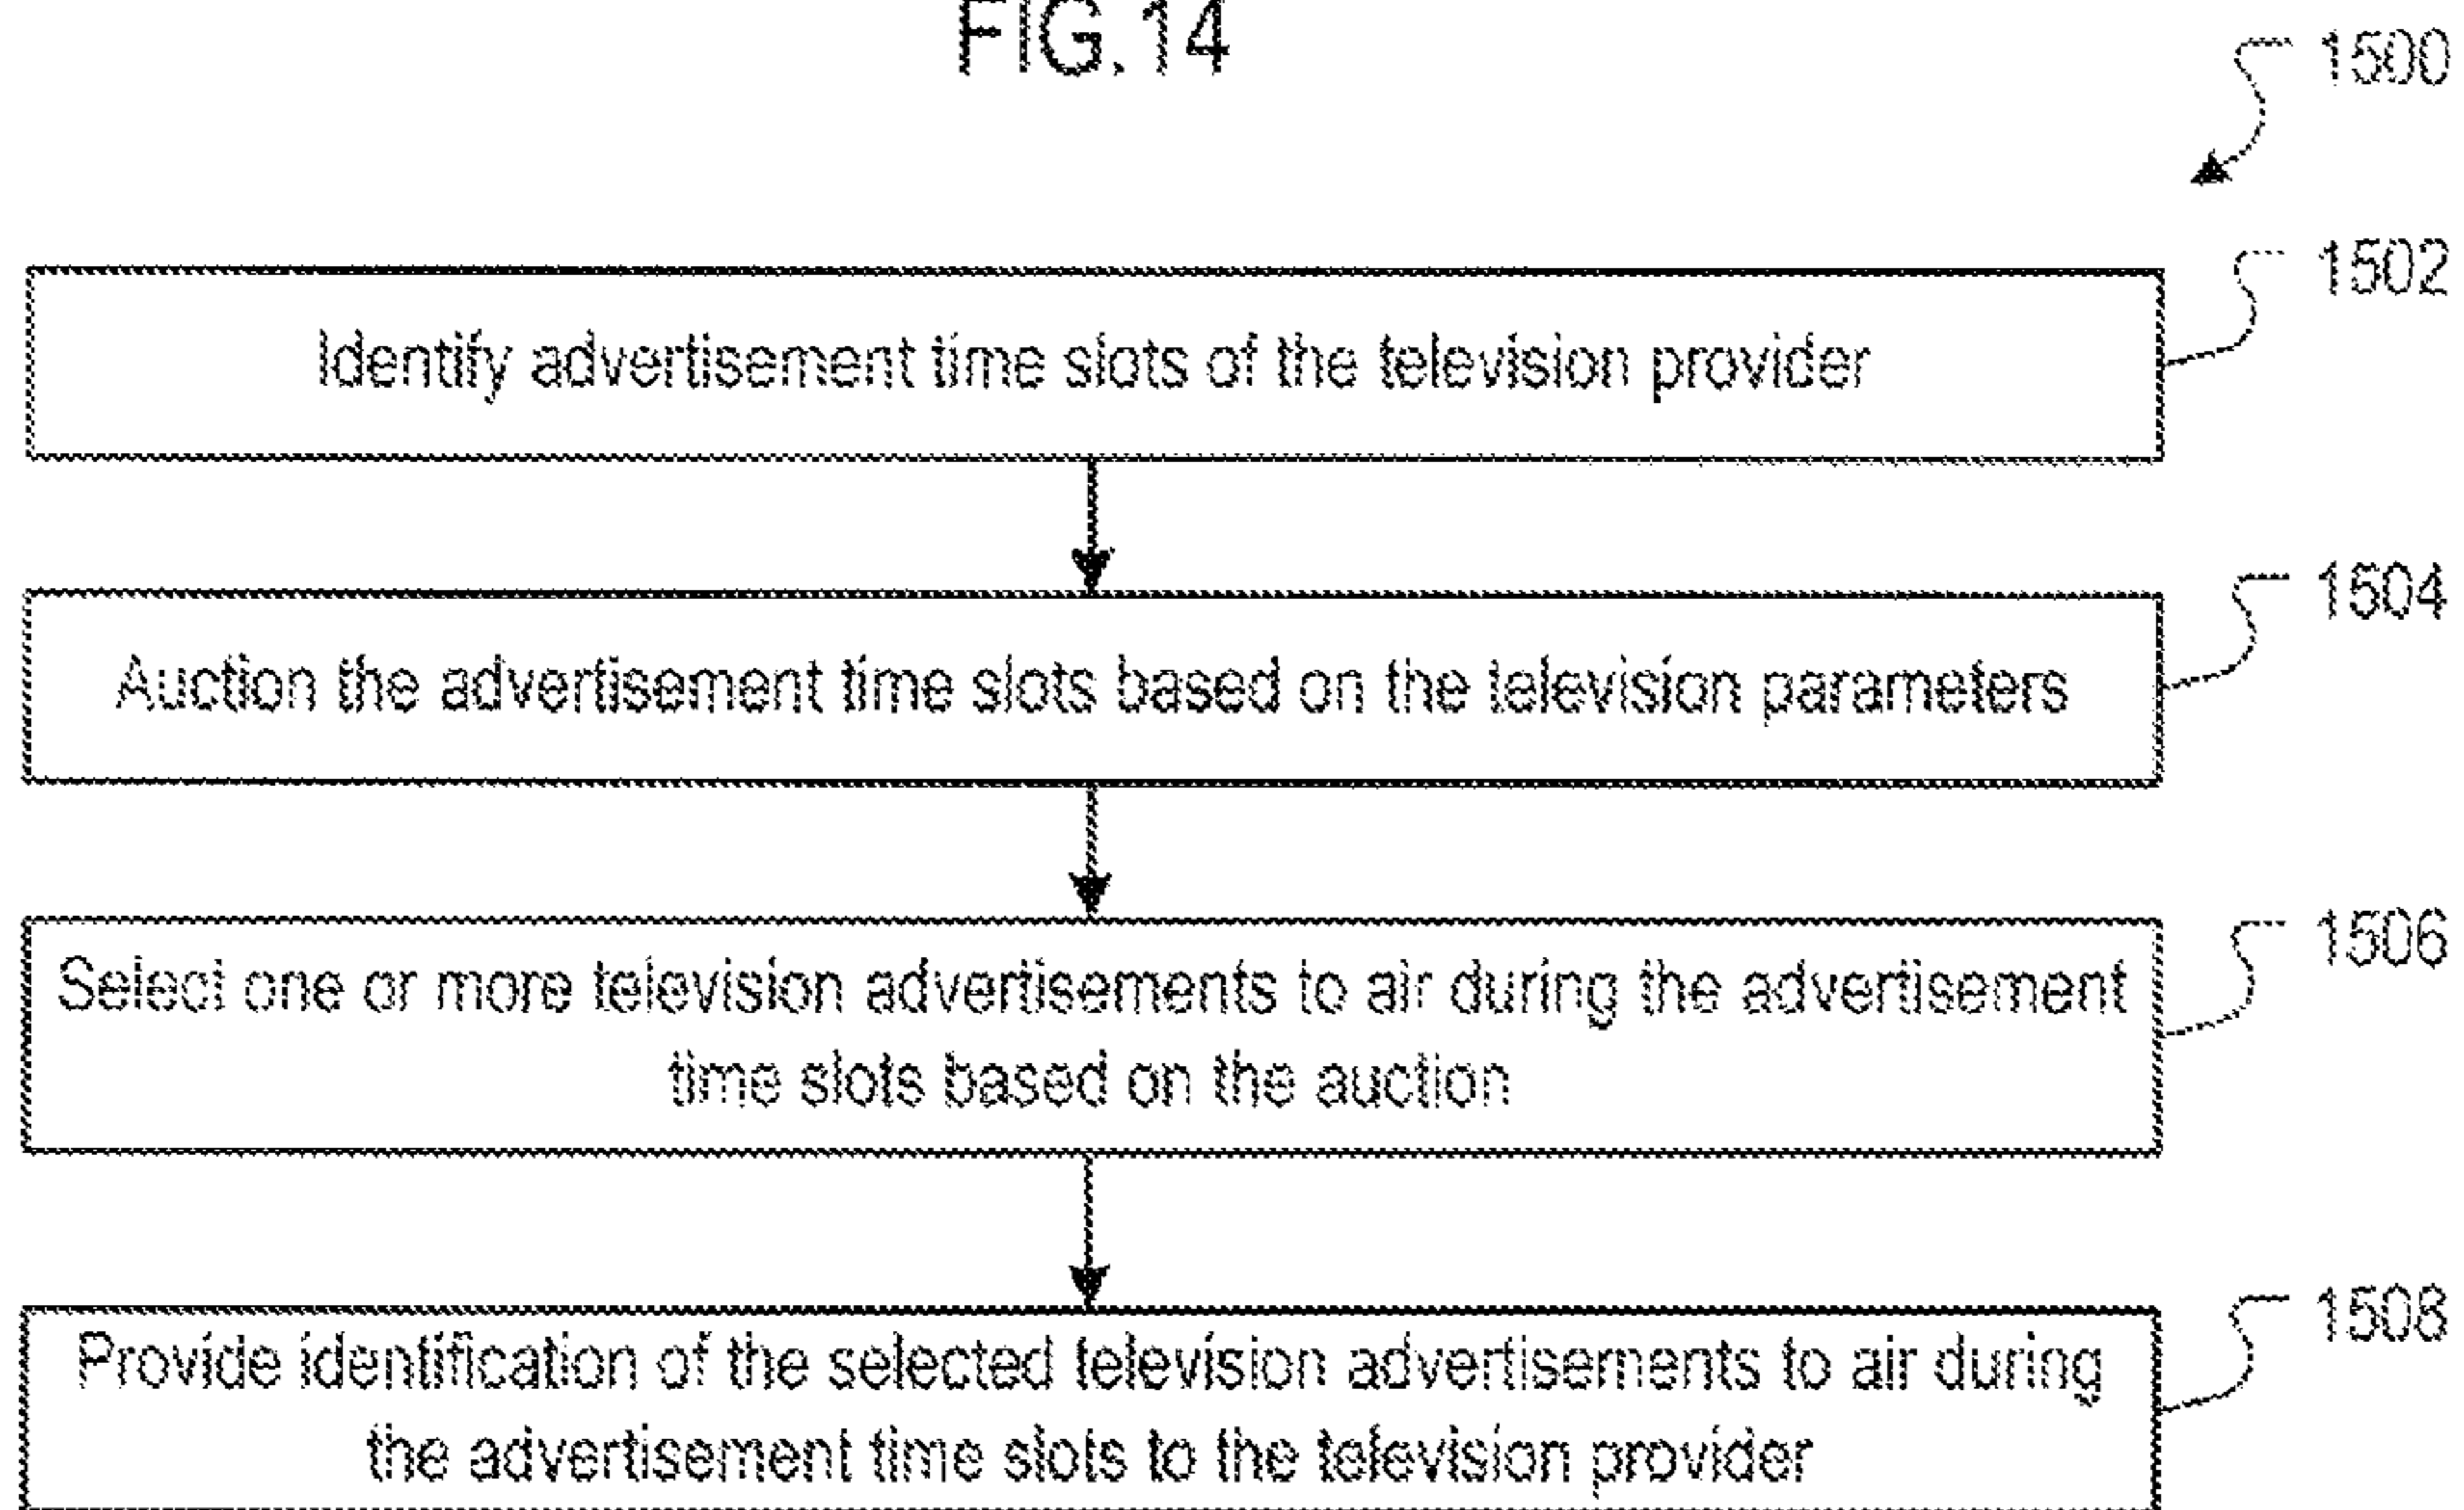 FIG.14
1500
1502
Identify advertisement time slots of the television provider
1504
Auction the advertisement time slots based on the television parameters
1506
Select one or more television advertisements to air during the advertisement
time slots based on the auction
1508
Provide identification of the selected television advertisements to air during
the advertisement time slots to the television provider